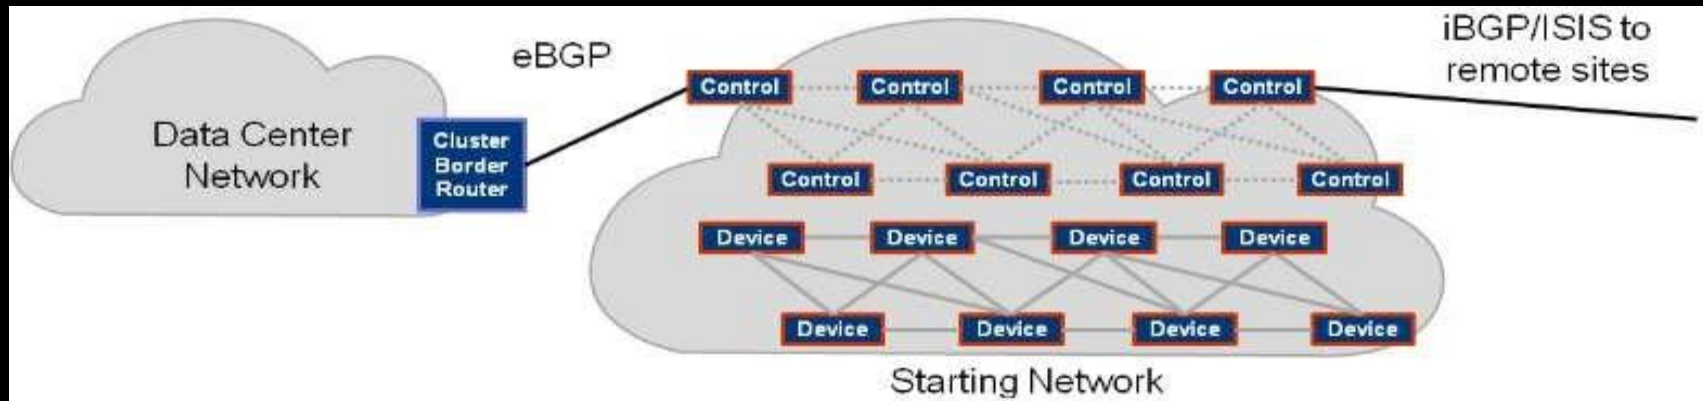 eBGP
iBGP/ISIS to
remote sites
Data Center
Network
Cluster
Border
Router
Control Control Control Control
Control Control Control Control
Device Device Device Device
Device Device Device Device
Starting Network